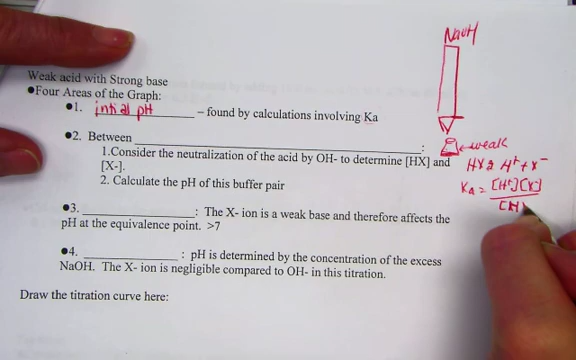 NaOH
Weak acid with Strong base
●Four Areas of the Graph:
●1. intial pH – found by calculations involving Ka
●2. Between :
1.Consider the neutralization of the acid by OH- to determine [HX] and
[X-].
2. Calculate the pH of this buffer pair
←weak
HX ⇌ H⁺ + X⁻
KA = [H⁺][X⁻]
[H
●3. : The X- ion is a weak base and therefore affects the
pH at the equivalence point. >7
●4. : pH is determined by the concentration of the excess
NaOH. The X- ion is negligible compared to OH- in this titration.
Draw the titration curve here: